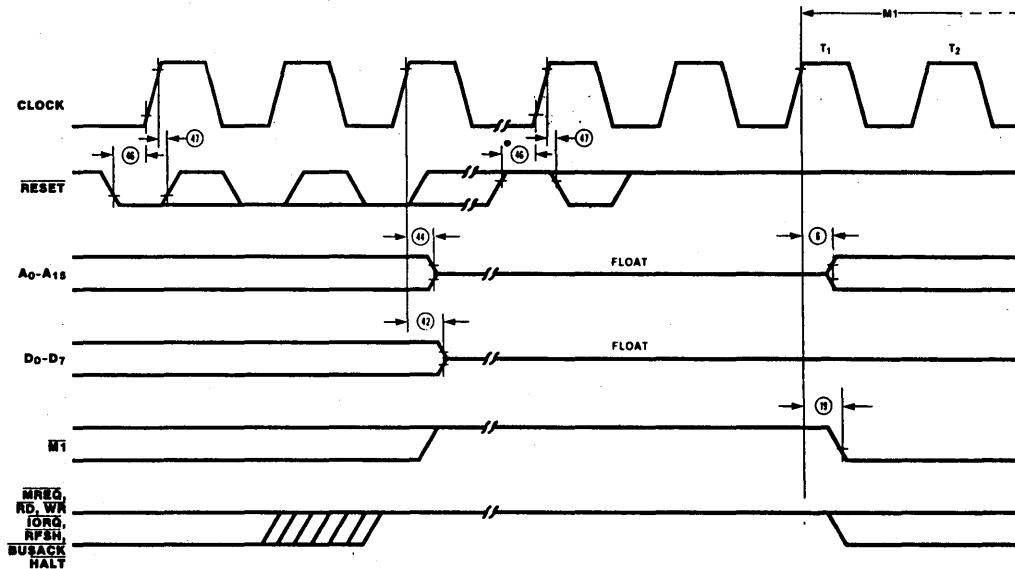 M1
T1 T2
CLOCK
46 47 46 47
RESET
44 6
A0-A15 FLOAT
42
D0-D7 FLOAT
19
M1
MREQ,
RD, WR
IORQ,
RFSH,
BUSACK
HALT